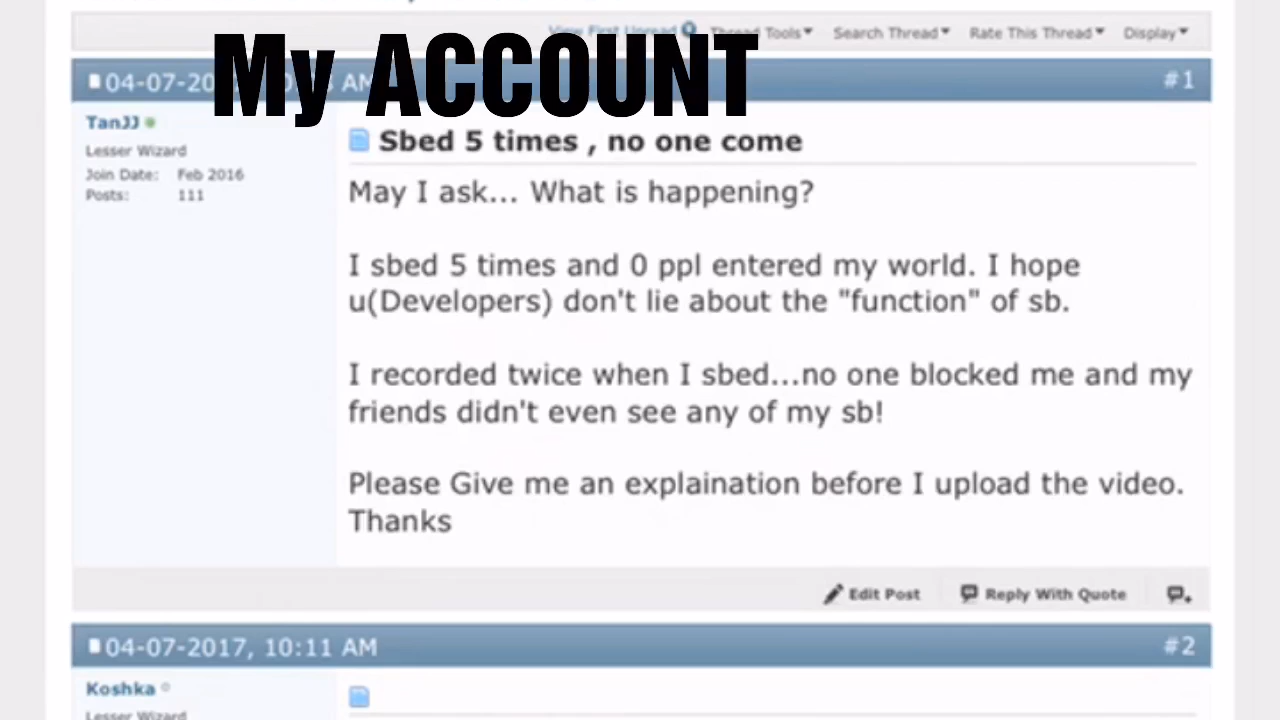 View First Unread Thread Tools Search Thread Rate This Thread Display
My ACCOUNT
04-07-20 AM #1
TanJJ
Lesser Wizard
Join Date: Feb 2016
Posts: 111
Sbed 5 times , no one come
May I ask... What is happening?
I sbed 5 times and 0 ppl entered my world. I hope
u(Developers) don't lie about the "function" of sb.
I recorded twice when I sbed...no one blocked me and my
friends didn't even see any of my sb!
Please Give me an explaination before I upload the video.
Thanks
Edit Post Reply With Quote
04-07-2017, 10:11 AM #2
Koshka
Lesser Wizard